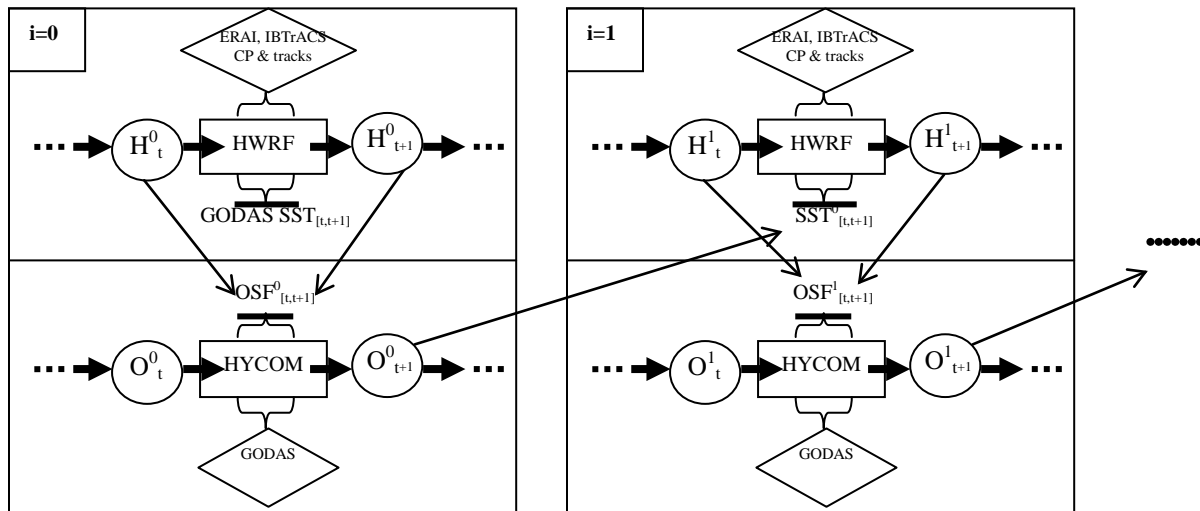 i=0
ERAI, IBTrACS
CP & tracks
... H⁰ₜ HWRF H⁰ₜ₊₁ ...
GODAS SST[t,t+1]
OSF⁰[t,t+1]
... O⁰ₜ HYCOM O⁰ₜ₊₁ ...
GODAS
i=1
ERAI, IBTrACS
CP & tracks
... H¹ₜ HWRF H¹ₜ₊₁ ...
SST⁰[t,t+1]
OSF¹[t,t+1]
... O¹ₜ HYCOM O¹ₜ₊₁ ...
GODAS
.......